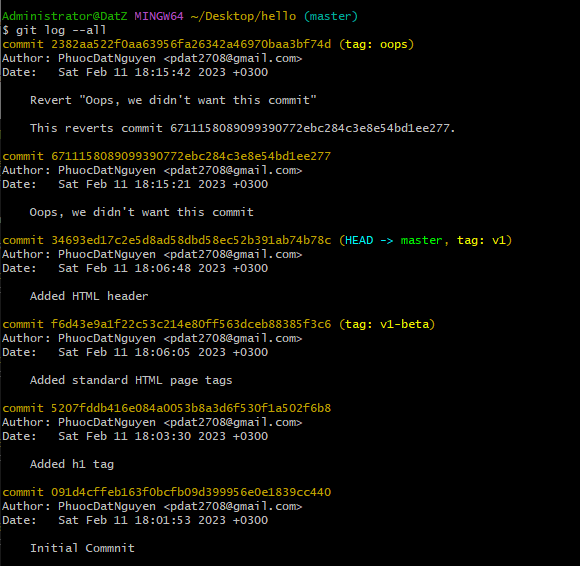 Administrator@DatZ MINGW64 ~/Desktop/hello (master)
$ git log --all
commit 2382aa522f0aa63956fa26342a46970baa3bf74d (tag: oops)
Author: PhuocDatNguyen <pdat2708@gmail.com>
Date:   Sat Feb 11 18:15:42 2023 +0300
    Revert "Oops, we didn't want this commit"
    This reverts commit 6711158089099390772ebc284c3e8e54bd1ee277.
commit 6711158089099390772ebc284c3e8e54bd1ee277
Author: PhuocDatNguyen <pdat2708@gmail.com>
Date:   Sat Feb 11 18:15:21 2023 +0300
    Oops, we didn't want this commit
commit 34693ed17c2e5d8ad58dbd58ec52b391ab74b78c (HEAD -> master, tag: v1)
Author: PhuocDatNguyen <pdat2708@gmail.com>
Date:   Sat Feb 11 18:06:48 2023 +0300
    Added HTML header
commit f6d43e9a1f22c53c214e80ff563dceb88385f3c6 (tag: v1-beta)
Author: PhuocDatNguyen <pdat2708@gmail.com>
Date:   Sat Feb 11 18:06:05 2023 +0300
    Added standard HTML page tags
commit 5207fddb416e084a0053b8a3d6f530f1a502f6b8
Author: PhuocDatNguyen <pdat2708@gmail.com>
Date:   Sat Feb 11 18:03:30 2023 +0300
    Added h1 tag
commit 091d4cffeb163f0bcfb09d399956e0e1839cc440
Author: PhuocDatNguyen <pdat2708@gmail.com>
Date:   Sat Feb 11 18:01:53 2023 +0300
    Initial Commnit